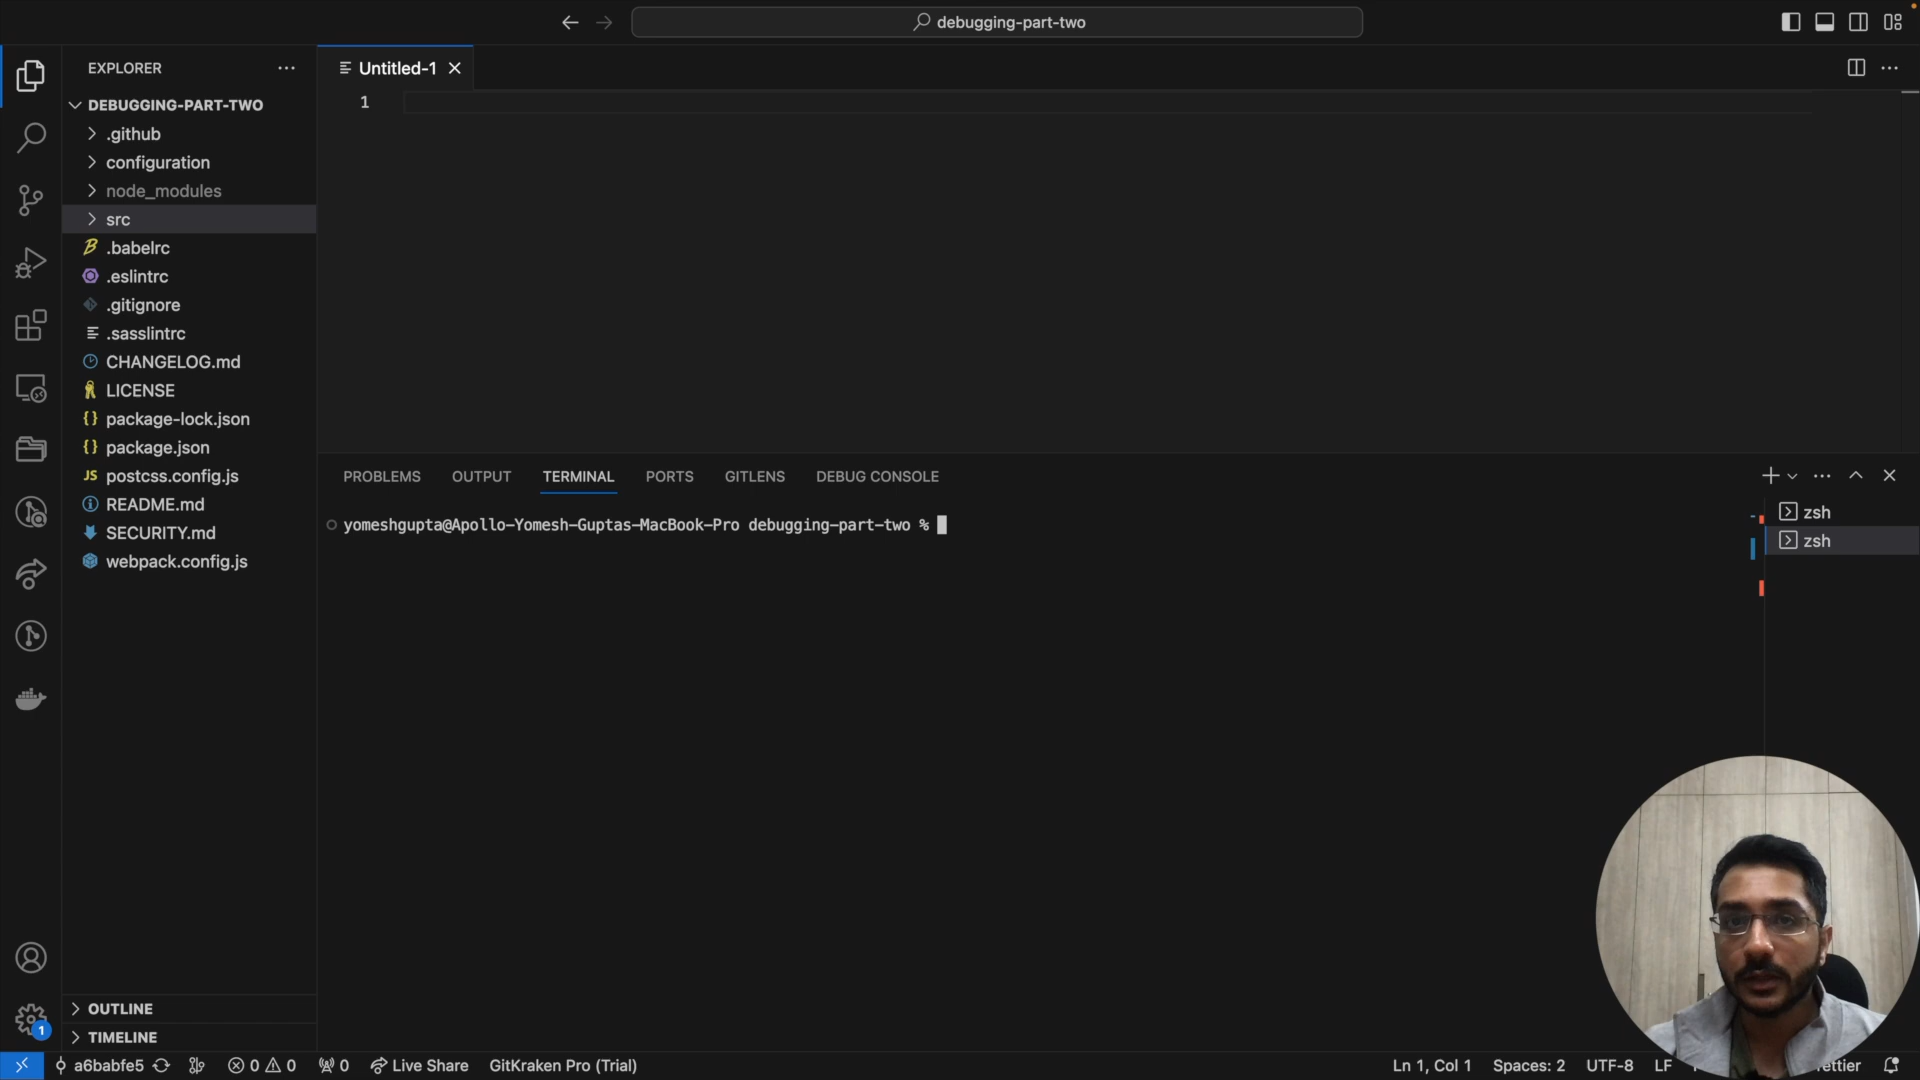 debugging-part-two
EXPLORER
Untitled-1
DEBUGGING-PART-TWO
1
.github
configuration
node_modules
src
.babelrc
.eslintrc
.gitignore
.sasslintrc
CHANGELOG.md
LICENSE
package-lock.json
package.json
JS postcss.config.js
README.md
SECURITY.md
webpack.config.js
PROBLEMS OUTPUT TERMINAL PORTS GITLENS DEBUG CONSOLE
yomeshgupta@Apollo-Yomesh-Guptas-MacBook-Pro debugging-part-two %
zsh
zsh
1
OUTLINE
TIMELINE
a6babfe5 0 0 0 Live Share GitKraken Pro (Trial) Ln 1, Col 1 Spaces: 2 UTF-8 LF